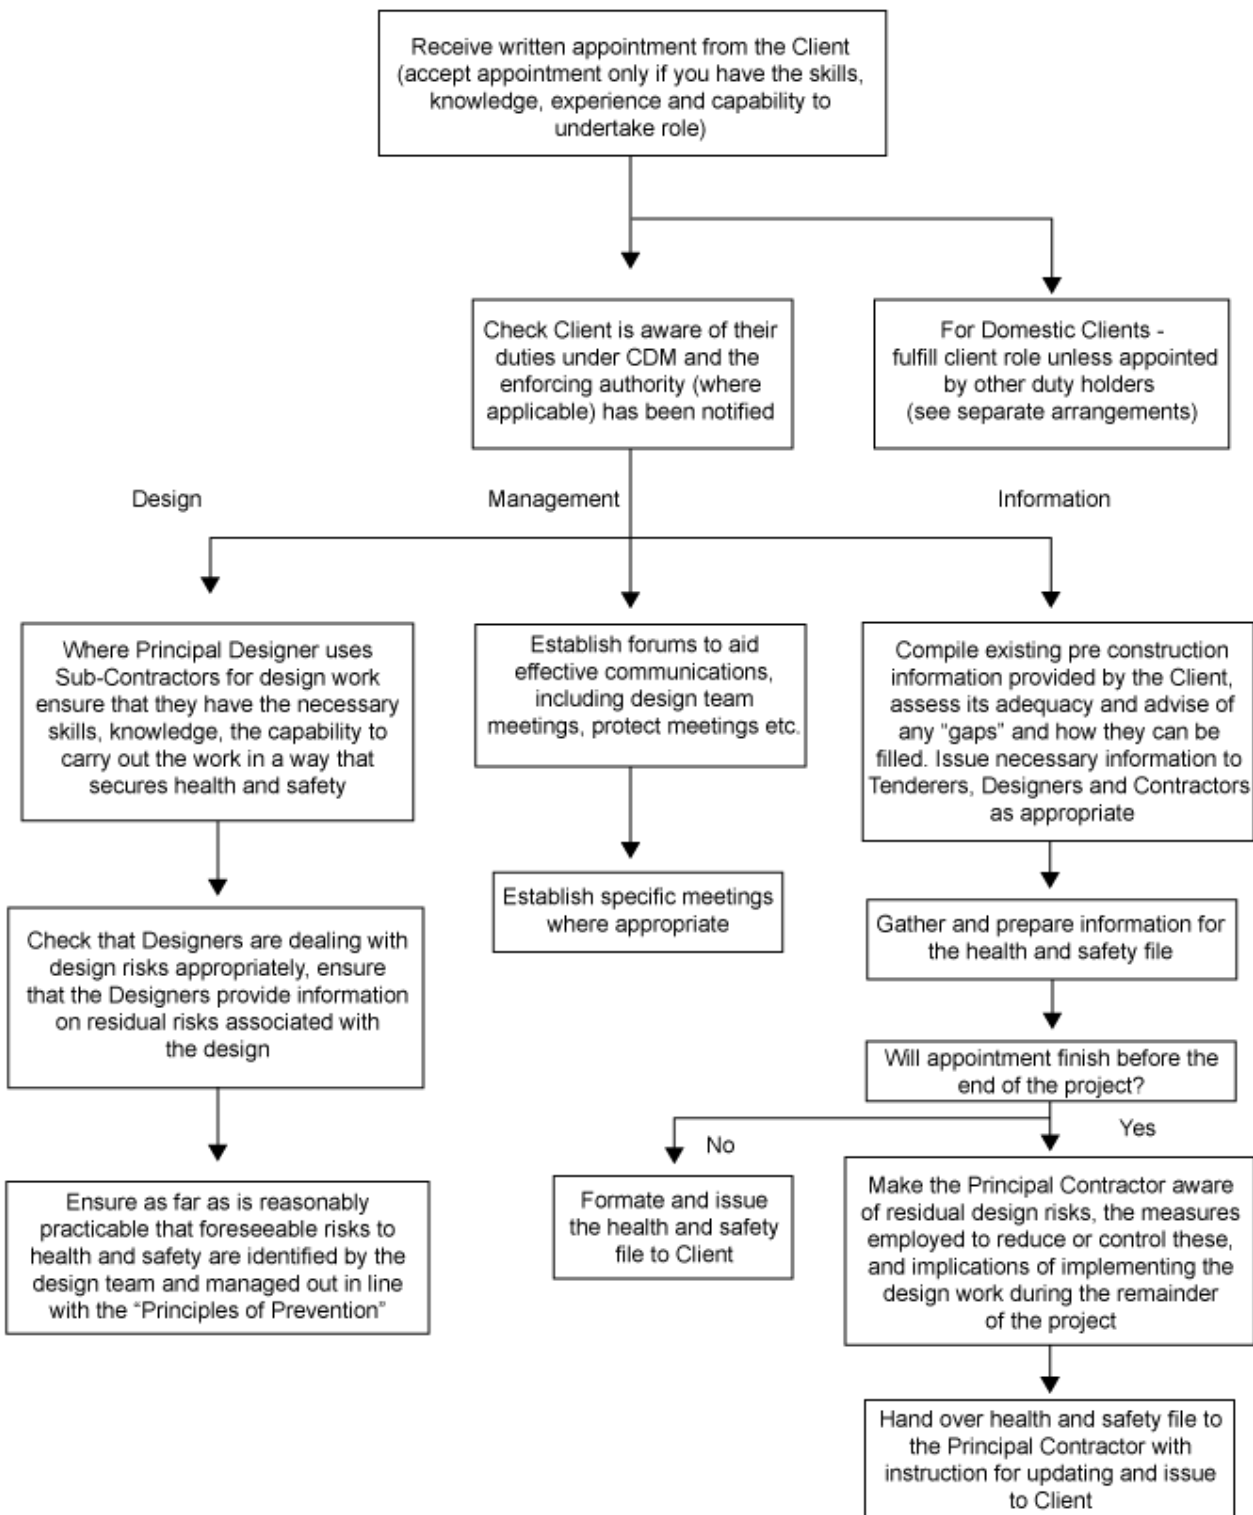 Receive written appointment from the Client
(accept appointment only if you have the skills,
knowledge, experience and capability to
undertake role)
Check Client is aware of their
duties under CDM and the
enforcing authority (where
applicable) has been notified
For Domestic Clients -
fulfill client role unless appointed
by other duty holders
(see separate arrangements)
Design
Management
Information
Where Principal Designer uses
Sub-Contractors for design work
ensure that they have the necessary
skills, knowledge, the capability to
carry out the work in a way that
secures health and safety
Establish forums to aid
effective communications,
including design team
meetings, protect meetings etc.
Compile existing pre construction
information provided by the Client,
assess its adequacy and advise of
any “gaps” and how they can be
filled. Issue necessary information to
Tenderers, Designers and Contractors
as appropriate
Establish specific meetings
where appropriate
Gather and prepare information for
the health and safety file
Check that Designers are dealing with
design risks appropriately, ensure
that the Designers provide information
on residual risks associated with
the design
Will appointment finish before the
end of the project?
No
Yes
Ensure as far as is reasonably
practicable that foreseeable risks to
health and safety are identified by the
design team and managed out in line
with the “Principles of Prevention”
Formate and issue
the health and safety
file to Client
Make the Principal Contractor aware
of residual design risks, the measures
employed to reduce or control these,
and implications of implementing the
design work during the remainder
of the project
Hand over health and safety file to
the Principal Contractor with
instruction for updating and issue
to Client